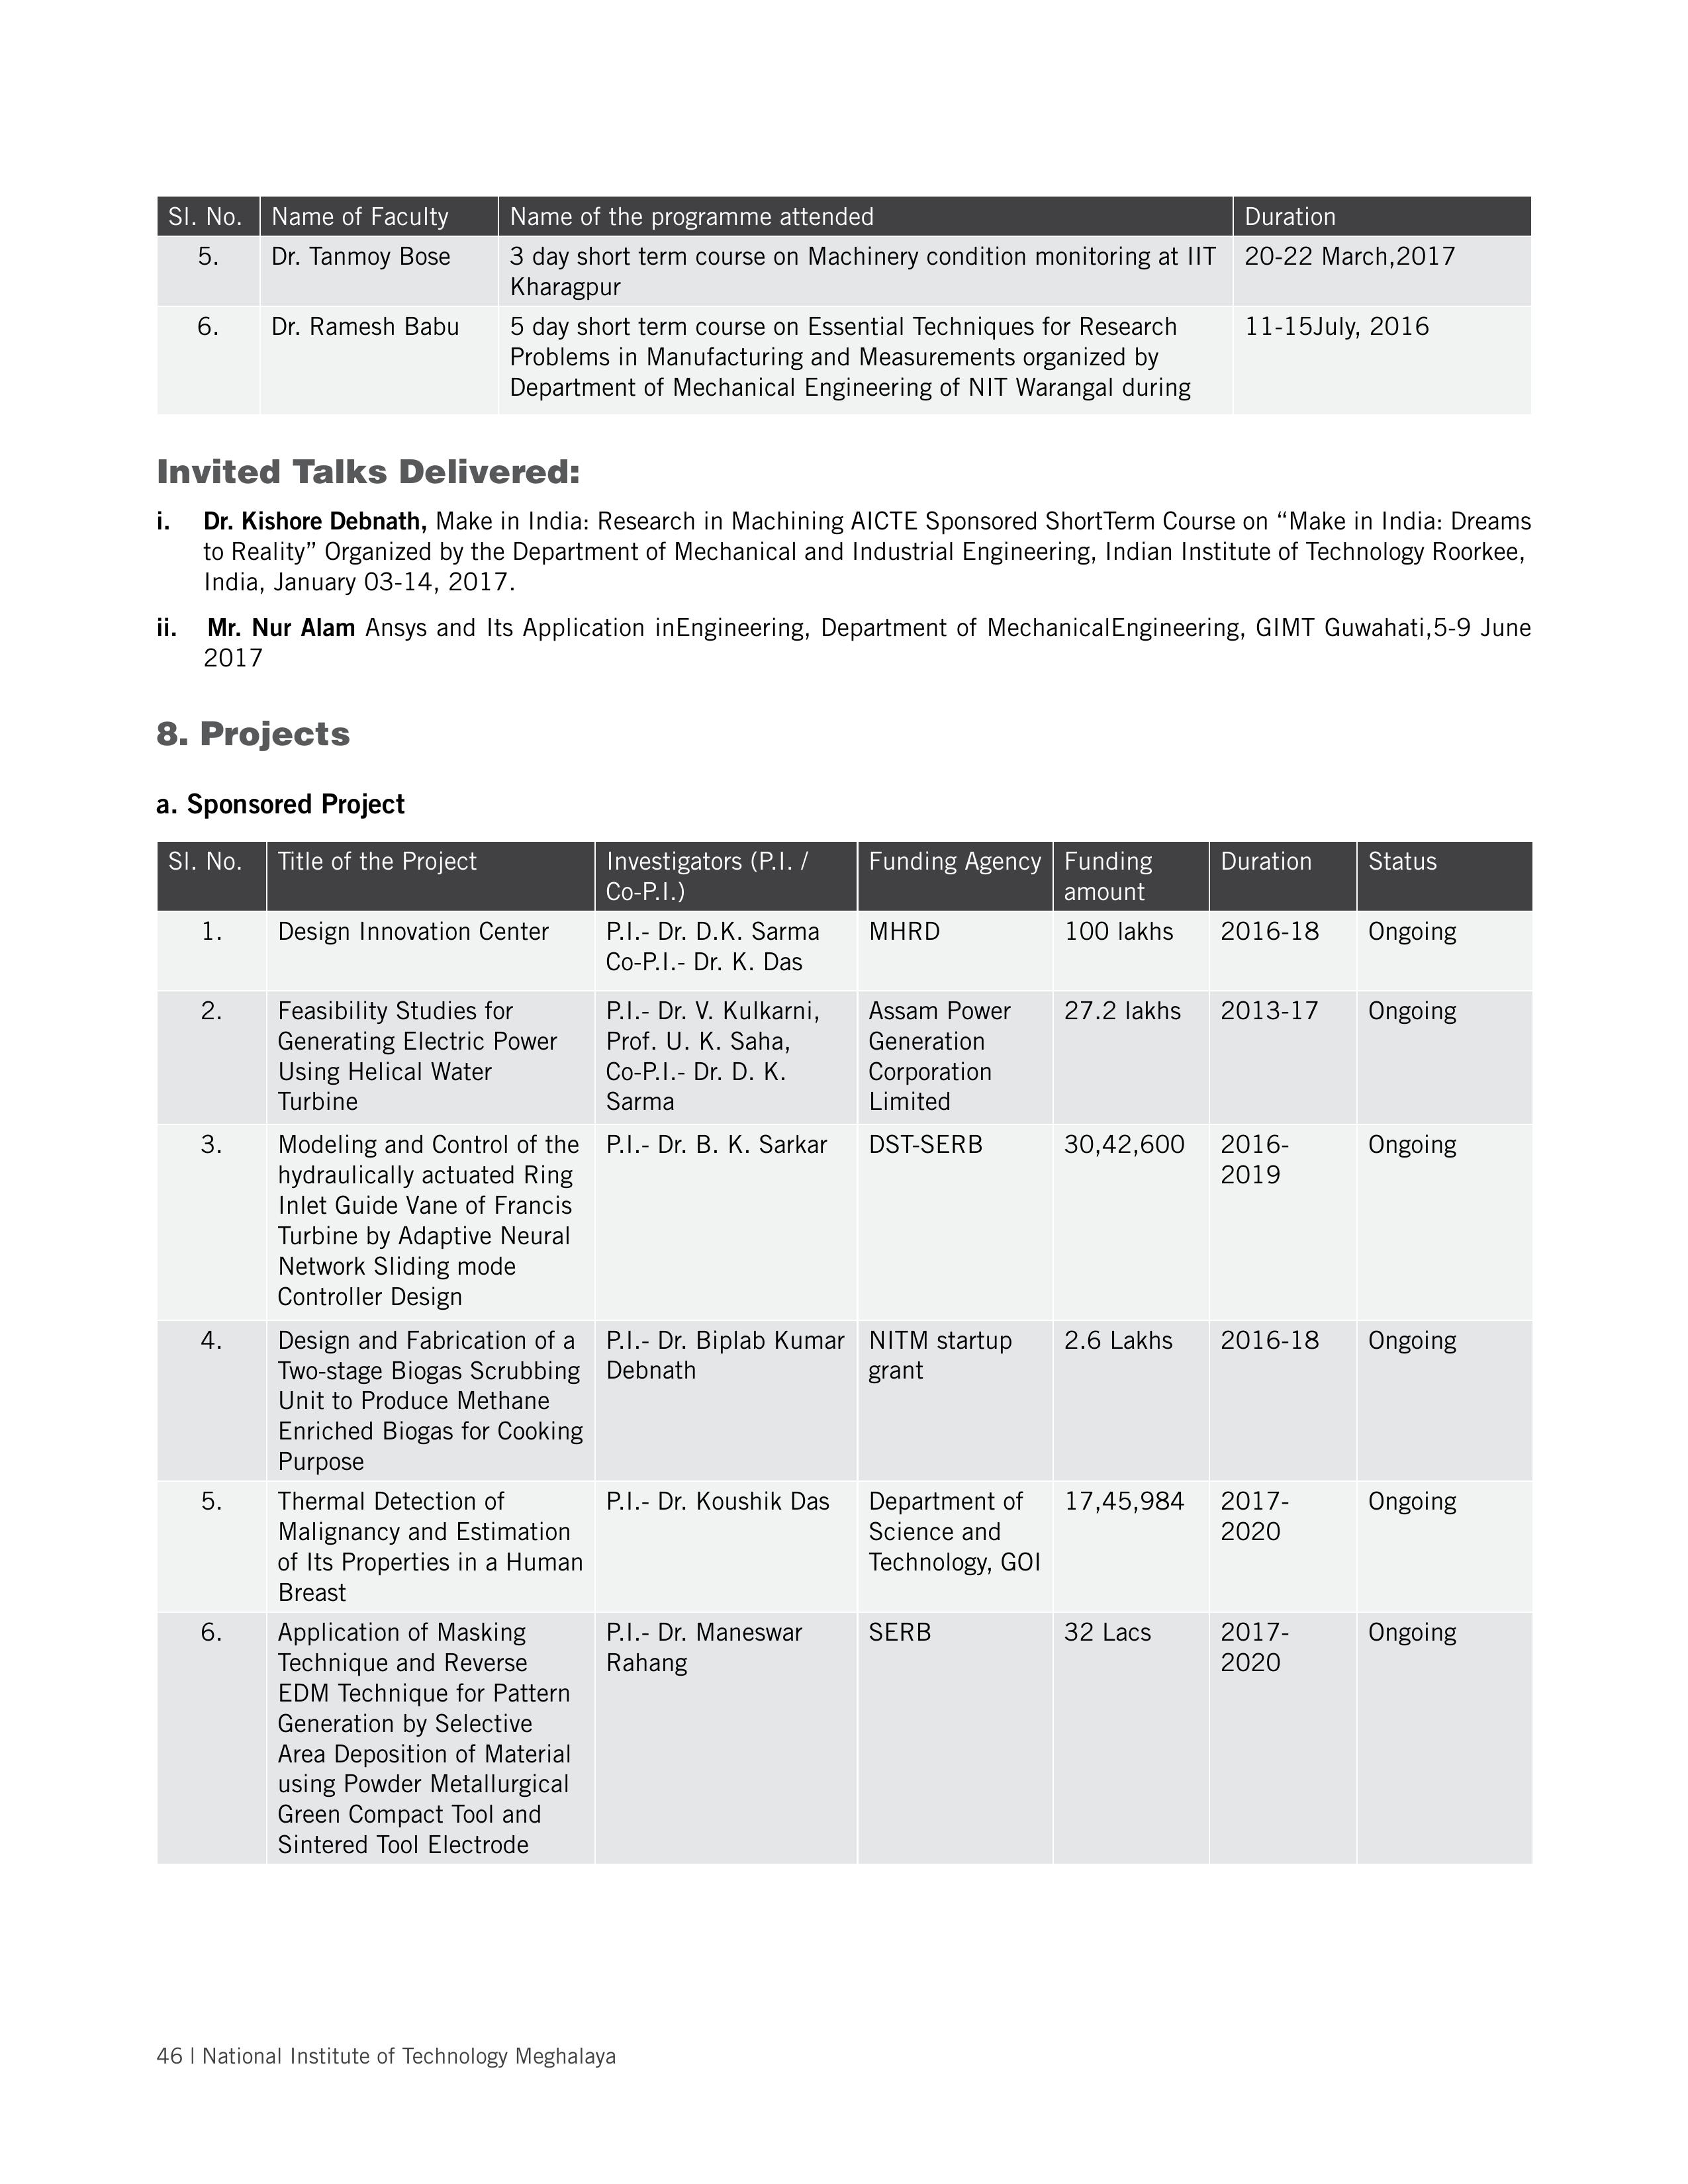 Sl. No. Name of Faculty Name of the programme attended Duration
5. Dr. Tanmoy Bose 3 day short term course on Machinery condition monitoring at IIT 20-22 March,2017
Kharagpur
6. Dr. Ramesh Babu 5 day short term course on Essential Techniques for Research 11-15July, 2016
Problems in Manufacturing and Measurements organized by
Department of Mechanical Engineering of NIT Warangal during
Invited Talks Delivered:
i. Dr. Kishore Debnath, Make in India: Research in Machining AICTE Sponsored ShortTerm Course on “Make in India: Dreams
to Reality” Organized by the Department of Mechanical and Industrial Engineering, Indian Institute of Technology Roorkee,
India, January 03-14, 2017.
ii. Mr. Nur Alam Ansys and Its Application inEngineering, Department of MechanicalEngineering, GIMT Guwahati,5-9 June
2017
8. Projects
a. Sponsored Project
Sl. No. Title of the Project Investigators (P.I. / Funding Agency Funding Duration Status
Co-P.I.) amount
1. Design Innovation Center P.I.- Dr. D.K. Sarma MHRD 100 lakhs 2016-18 Ongoing
Co-P.I.- Dr. K. Das
2. Feasibility Studies for P.I.- Dr. V. Kulkarni, Assam Power 27.2 lakhs 2013-17 Ongoing
Generating Electric Power Prof. U. K. Saha, Generation
Using Helical Water Co-P.I.- Dr. D. K. Corporation
Turbine Sarma Limited
3. Modeling and Control of the P.I.- Dr. B. K. Sarkar DST-SERB 30,42,600 2016- Ongoing
hydraulically actuated Ring 2019
Inlet Guide Vane of Francis
Turbine by Adaptive Neural
Network Sliding mode
Controller Design
4. Design and Fabrication of a P.I.- Dr. Biplab Kumar NITM startup 2.6 Lakhs 2016-18 Ongoing
Two-stage Biogas Scrubbing Debnath grant
Unit to Produce Methane
Enriched Biogas for Cooking
Purpose
5. Thermal Detection of P.I.- Dr. Koushik Das Department of 17,45,984 2017- Ongoing
Malignancy and Estimation Science and 2020
of Its Properties in a Human Technology, GOI
Breast
6. Application of Masking P.I.- Dr. Maneswar SERB 32 Lacs 2017- Ongoing
Technique and Reverse Rahang 2020
EDM Technique for Pattern
Generation by Selective
Area Deposition of Material
using Powder Metallurgical
Green Compact Tool and
Sintered Tool Electrode
46 | National Institute of Technology Meghalaya